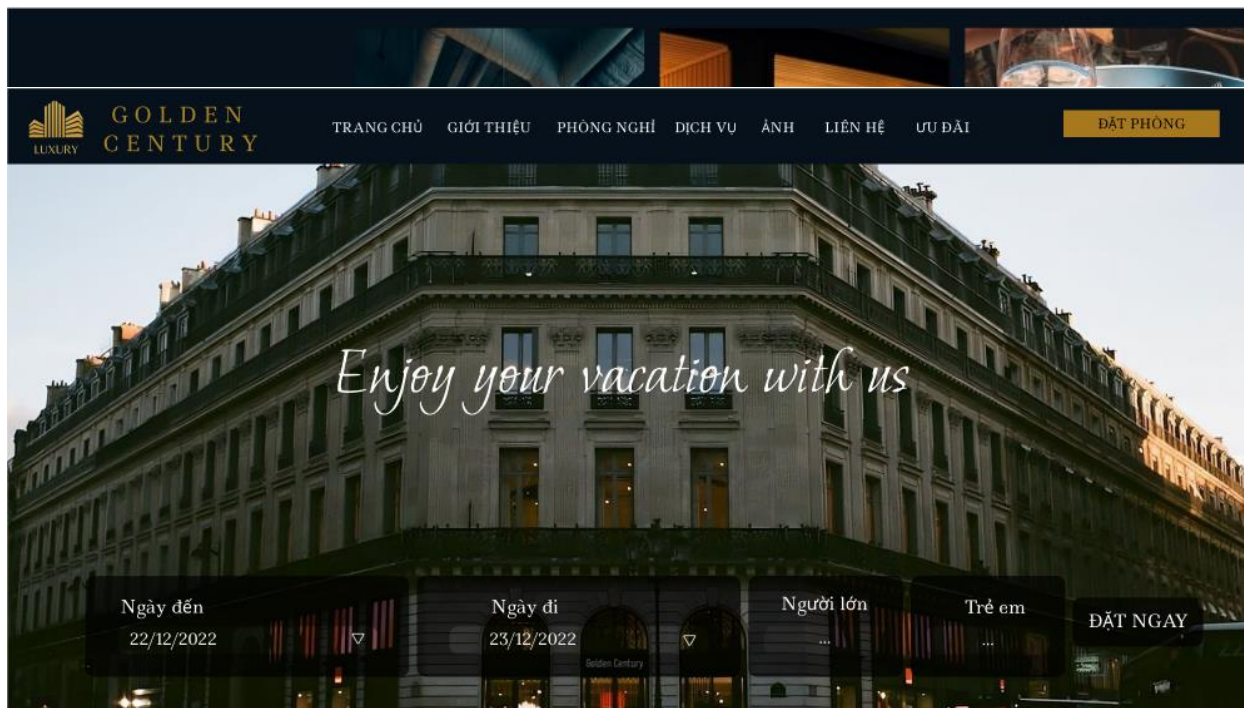 GOLDEN
CENTURY
LUXURY
TRANG CHỦ GIỚI THIỆU PHÒNG NGHỈ DỊCH VỤ ẢNH LIÊN HỆ ƯU ĐÃI
ĐẶT PHÒNG
Enjoy your vacation with us
Ngày đến
22/12/2022
Ngày đi
23/12/2022
Người lớn
...
Trẻ em
...
ĐẶT NGAY
Golden Century